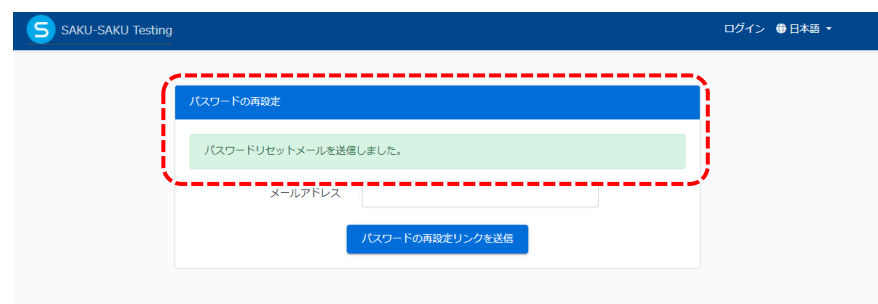 S SAKU-SAKU Testing ログイン 日本語
パスワードの再設定
パスワードリセットメールを送信しました。
メールアドレス
パスワードの再設定リンクを送信